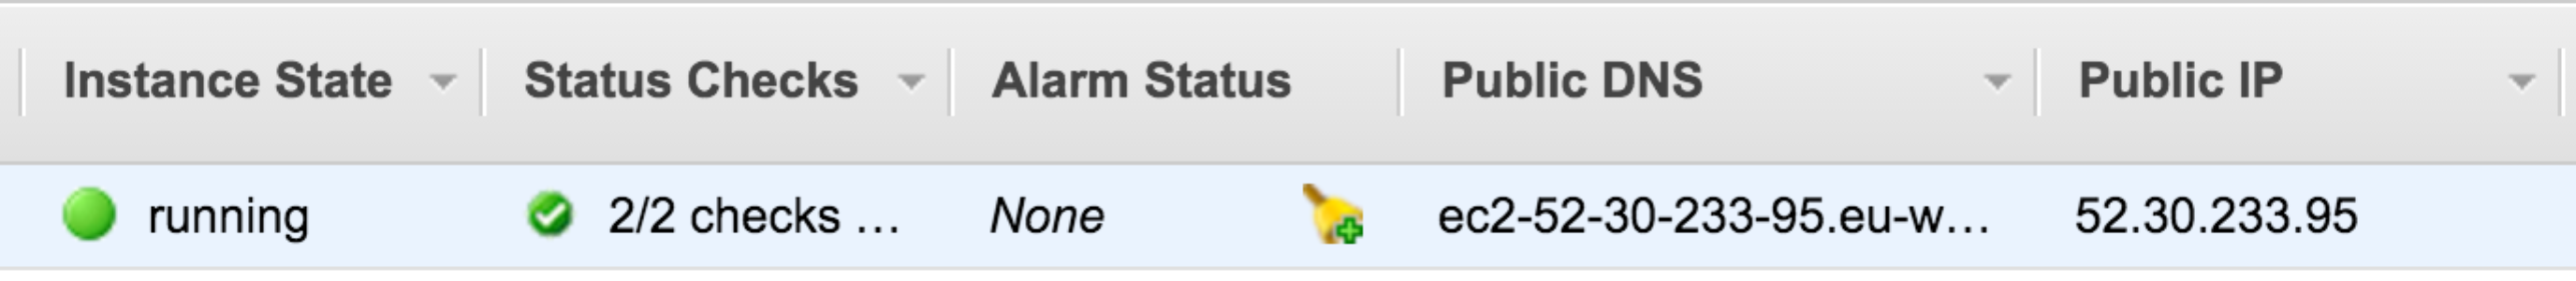 Instance State Status Checks Alarm Status Public DNS Public IP
running 2/2 checks ... None ec2-52-30-233-95.eu-w... 52.30.233.95